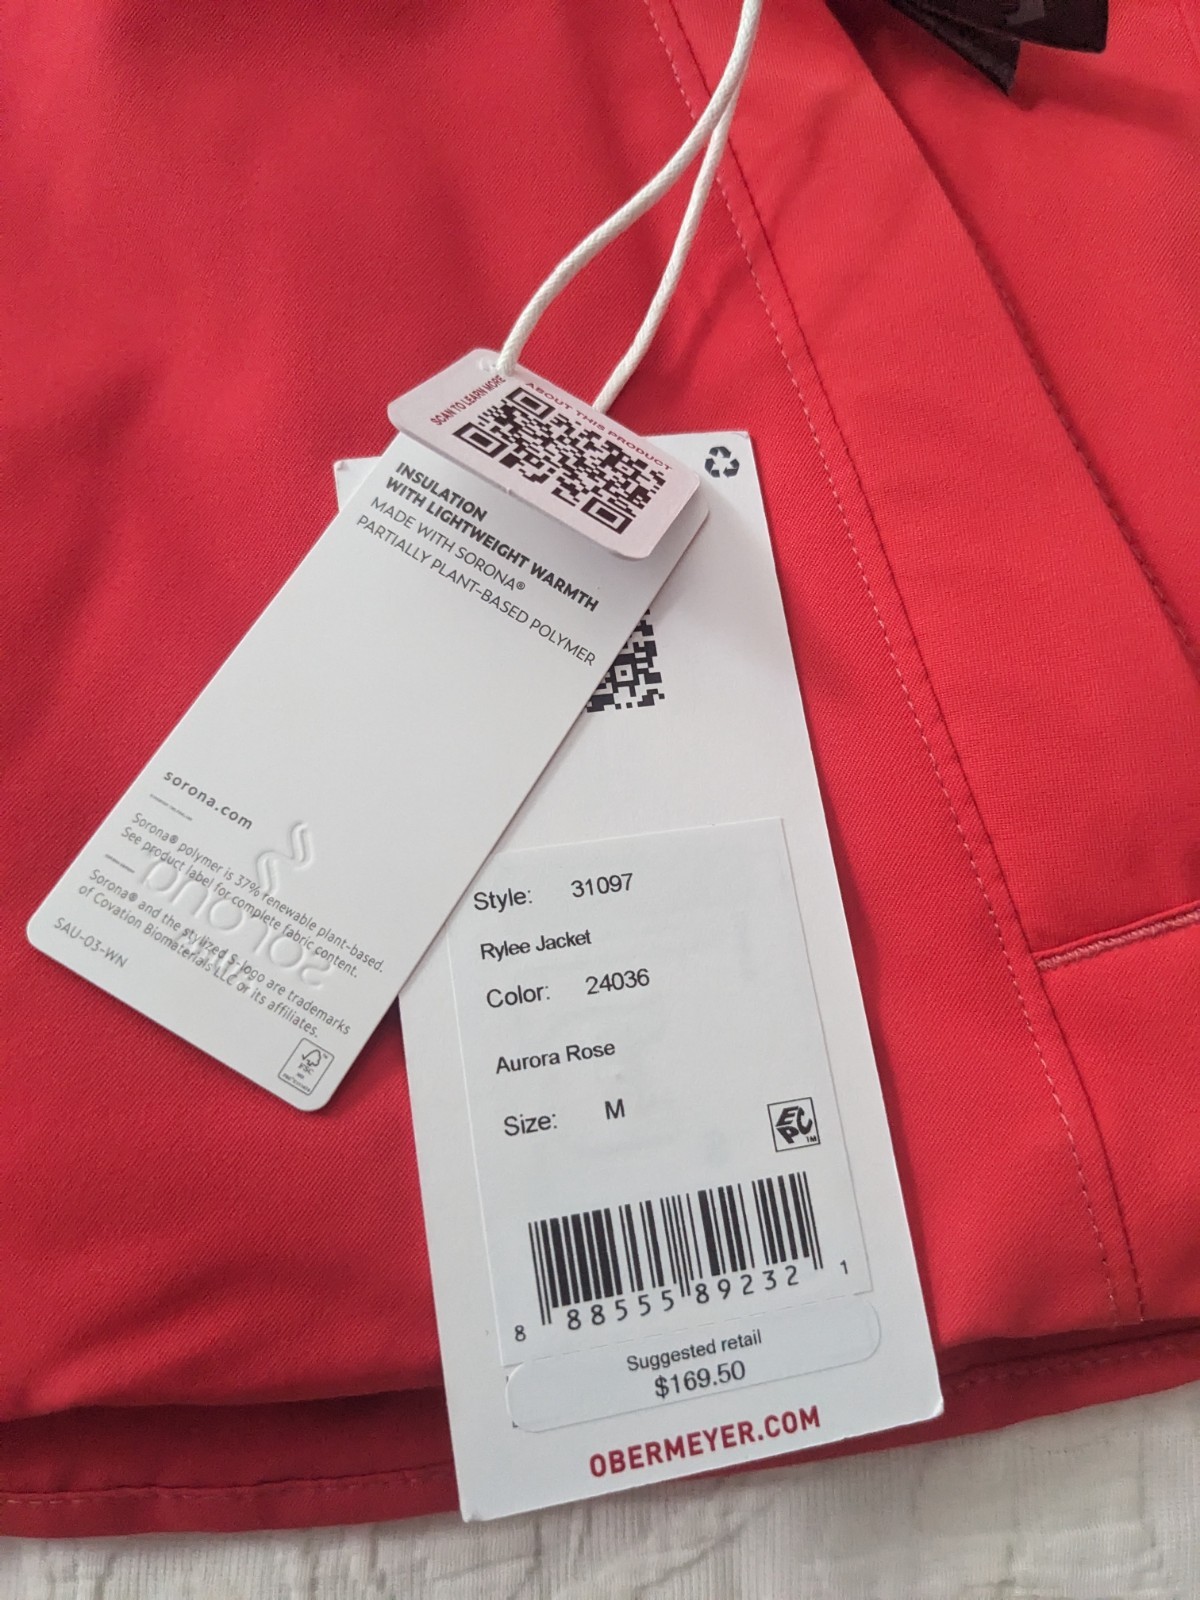 SCAN TO LEARN MORE
ABOUT THIS PRODUCT
INSULATION
WITH LIGHTWEIGHT WARMTH
MADE WITH SORONA®
PARTIALLY PLANT-BASED POLYMER
sorona.com
Sorona® polymer is 37% renewable plant-based.
See product label for complete fabric content.
Sorona® and the stylized S-logo are trademarks
of Covation Biomaterials LLC or its affiliates.
SAU-03-WN
FSC
Style: 31097
Rylee Jacket
Color: 24036
Aurora Rose
Size: M
EPC™
8 88555 89232 1
Suggested retail
$169.50
OBERMEYER.COM